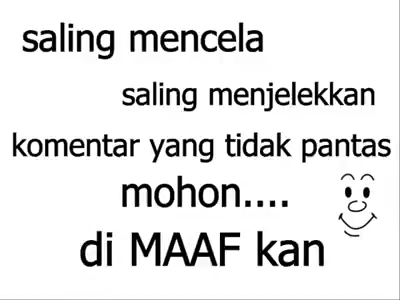 saling mencela
saling menjelekkan
komentar yang tidak pantas
mohon....
di MAAF kan